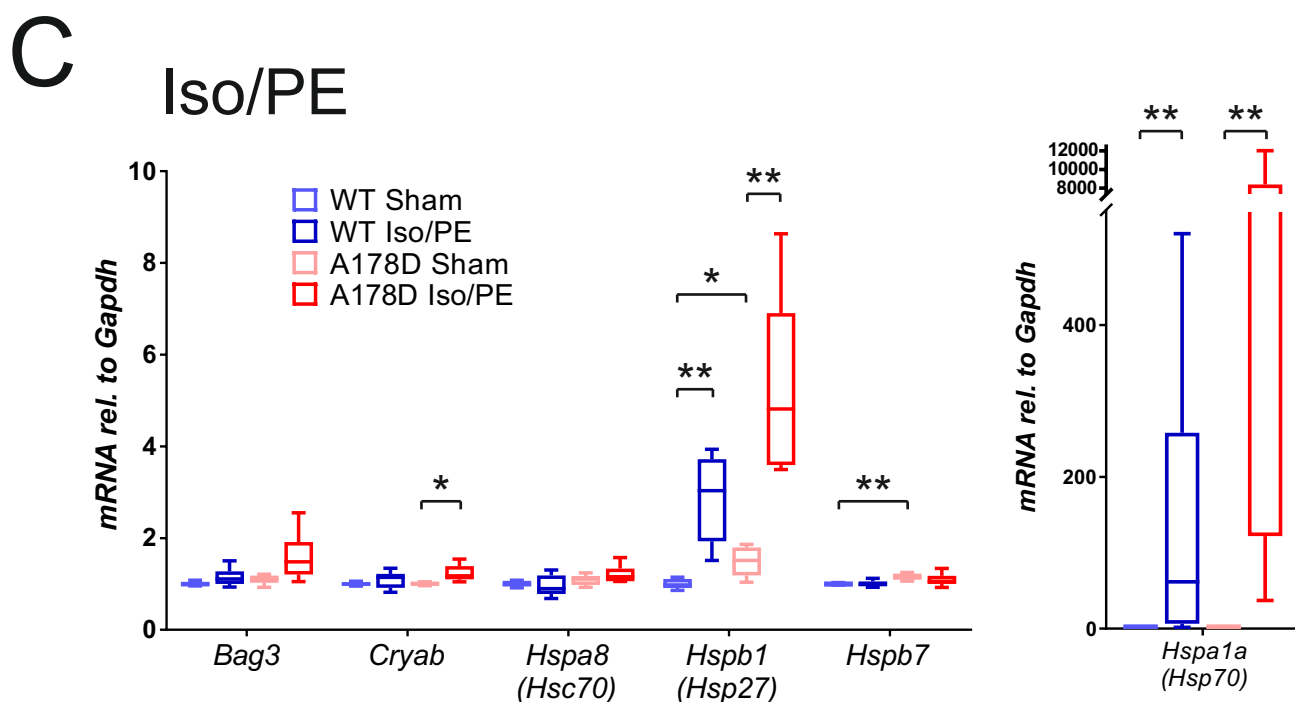 C
Iso/PE
mRNA rel. to Gapdh
10
8
6
4
2
0
WT Sham
WT Iso/PE
A178D Sham
A178D Iso/PE
*
**
*
**
**
Bag3
Cryab
Hspa8
(Hsc70)
Hspb1
(Hsp27)
Hspb7
mRNA rel. to Gapdh
12000
10000
8000
400
200
0
**
**
Hspa1a
(Hsp70)